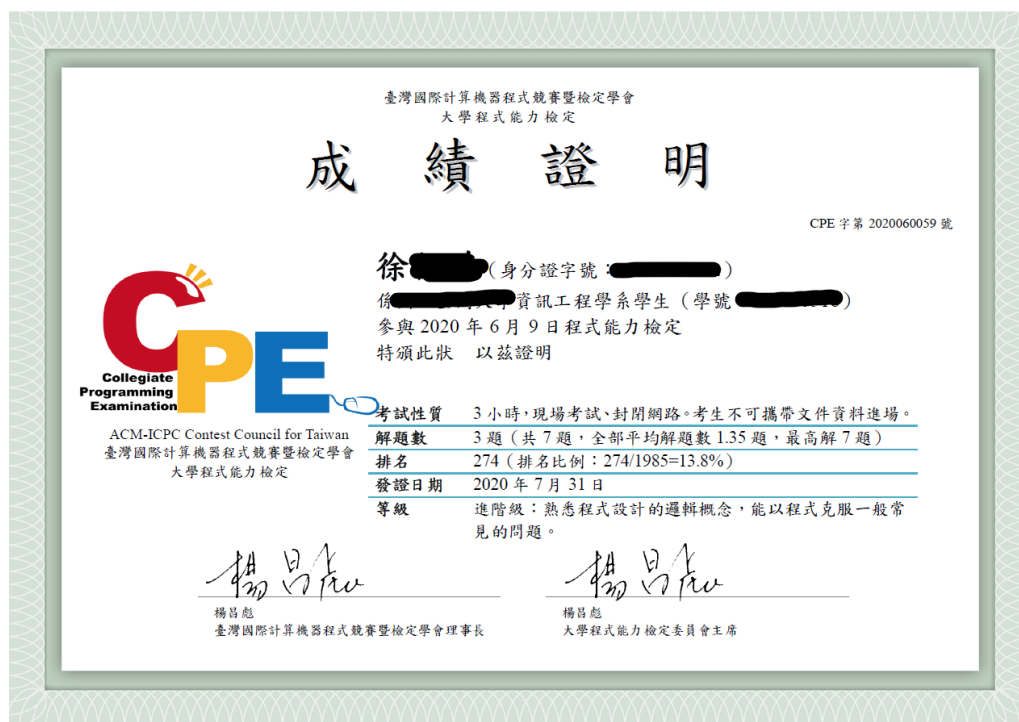 臺灣國際計算機器程式競賽暨檢定學會
大學程式能力檢定
成績證明
CPE 字第 2020060059 號
徐 (身分證字號: )
係 資訊工程學系學生 (學號 )
參與 2020 年 6 月 9 日程式能力檢定
特頒此狀 以茲證明
CPE
Collegiate
Programming
Examination
ACM-ICPC Contest Council for Taiwan
臺灣國際計算機器程式競賽暨檢定學會
大學程式能力檢定
考試性質 3 小時,現場考試、封閉網路。考生不可攜帶文件資料進場。
解題數 3 題 (共 7 題,全部平均解題數 1.35 題,最高解 7 題)
排名 274 (排名比例:274/1985=13.8%)
發證日期 2020 年 7 月 31 日
等級 進階級:熟悉程式設計的邏輯概念,能以程式克服一般常
見的問題。
楊昌彪 楊昌彪
楊昌彪
臺灣國際計算機器程式競賽暨檢定學會理事長
楊昌彪
大學程式能力檢定委員會主席